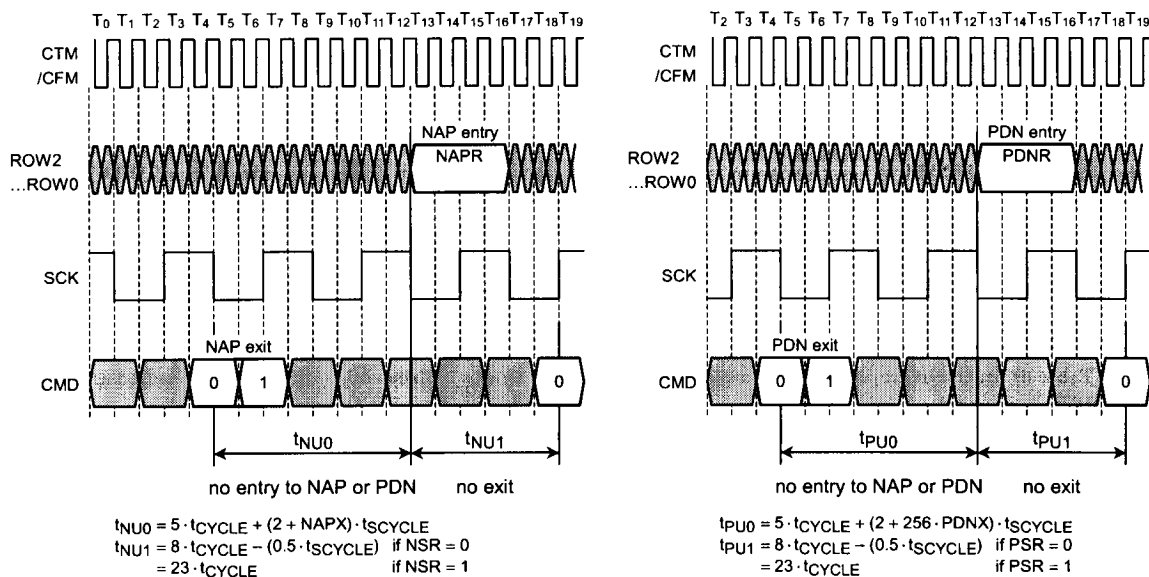 T0 T1 T2 T3 T4 T5 T6 T7 T8 T9 T10 T11 T12 T13 T14 T15 T16 T17 T18 T19
CTM
/CFM
NAP entry
ROW2
...ROW0
NAPR
SCK
NAP exit
CMD
0 1 0
tNU0 tNU1
no entry to NAP or PDN no exit
tNU0 = 5 · tCYCLE + (2 + NAPX) · tSCYCLE
tNU1 = 8 · tCYCLE – (0.5 · tSCYCLE) if NSR = 0
= 23 · tCYCLE if NSR = 1
T2 T3 T4 T5 T6 T7 T8 T9 T10 T11 T12 T13 T14 T15 T16 T17 T18 T19
CTM
/CFM
PDN entry
ROW2
...ROW0
PDNR
SCK
PDN exit
CMD
0 1 0
tPU0 tPU1
no entry to NAP or PDN no exit
tPU0 = 5 · tCYCLE + (2 + 256 · PDNX) · tSCYCLE
tPU1 = 8 · tCYCLE – (0.5 · tSCYCLE) if PSR = 0
= 23 · tCYCLE if PSR = 1